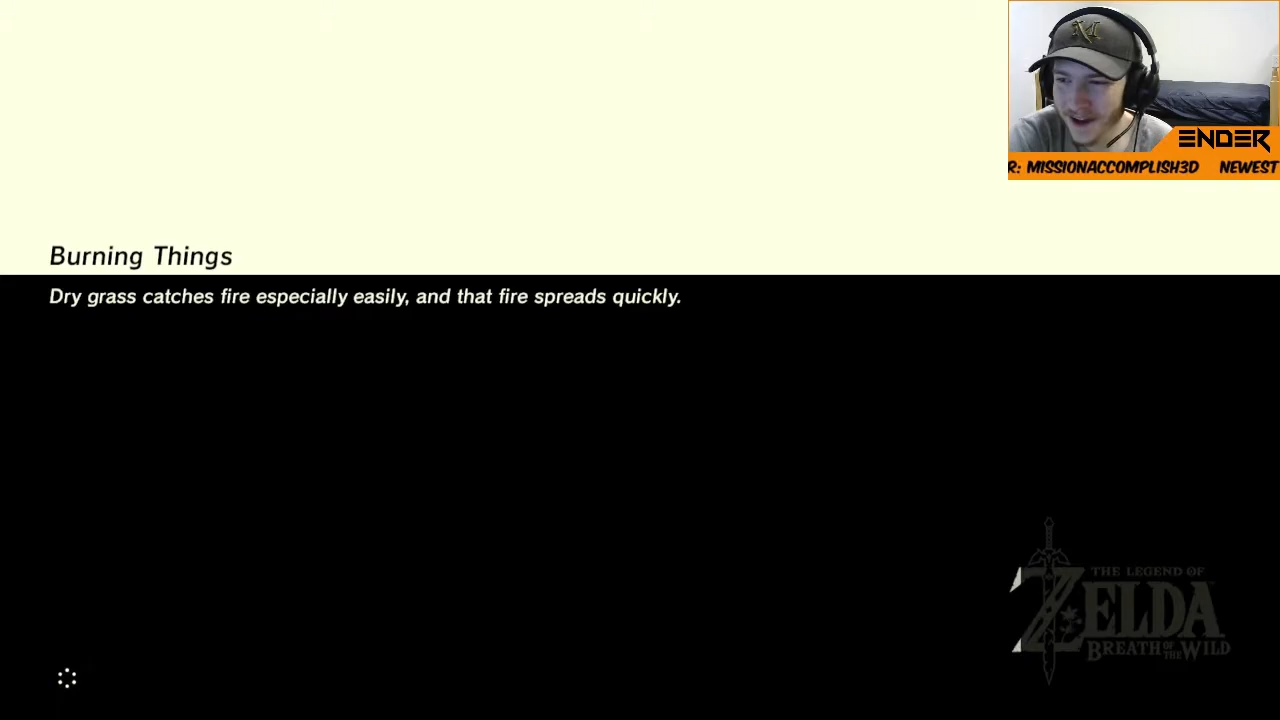 ENDER
R: MISSIONACCOMPLISH3D NEWEST
Burning Things
Dry grass catches fire especially easily, and that fire spreads quickly.
THE LEGEND OF
ZELDA
BREATH OF THE WILD